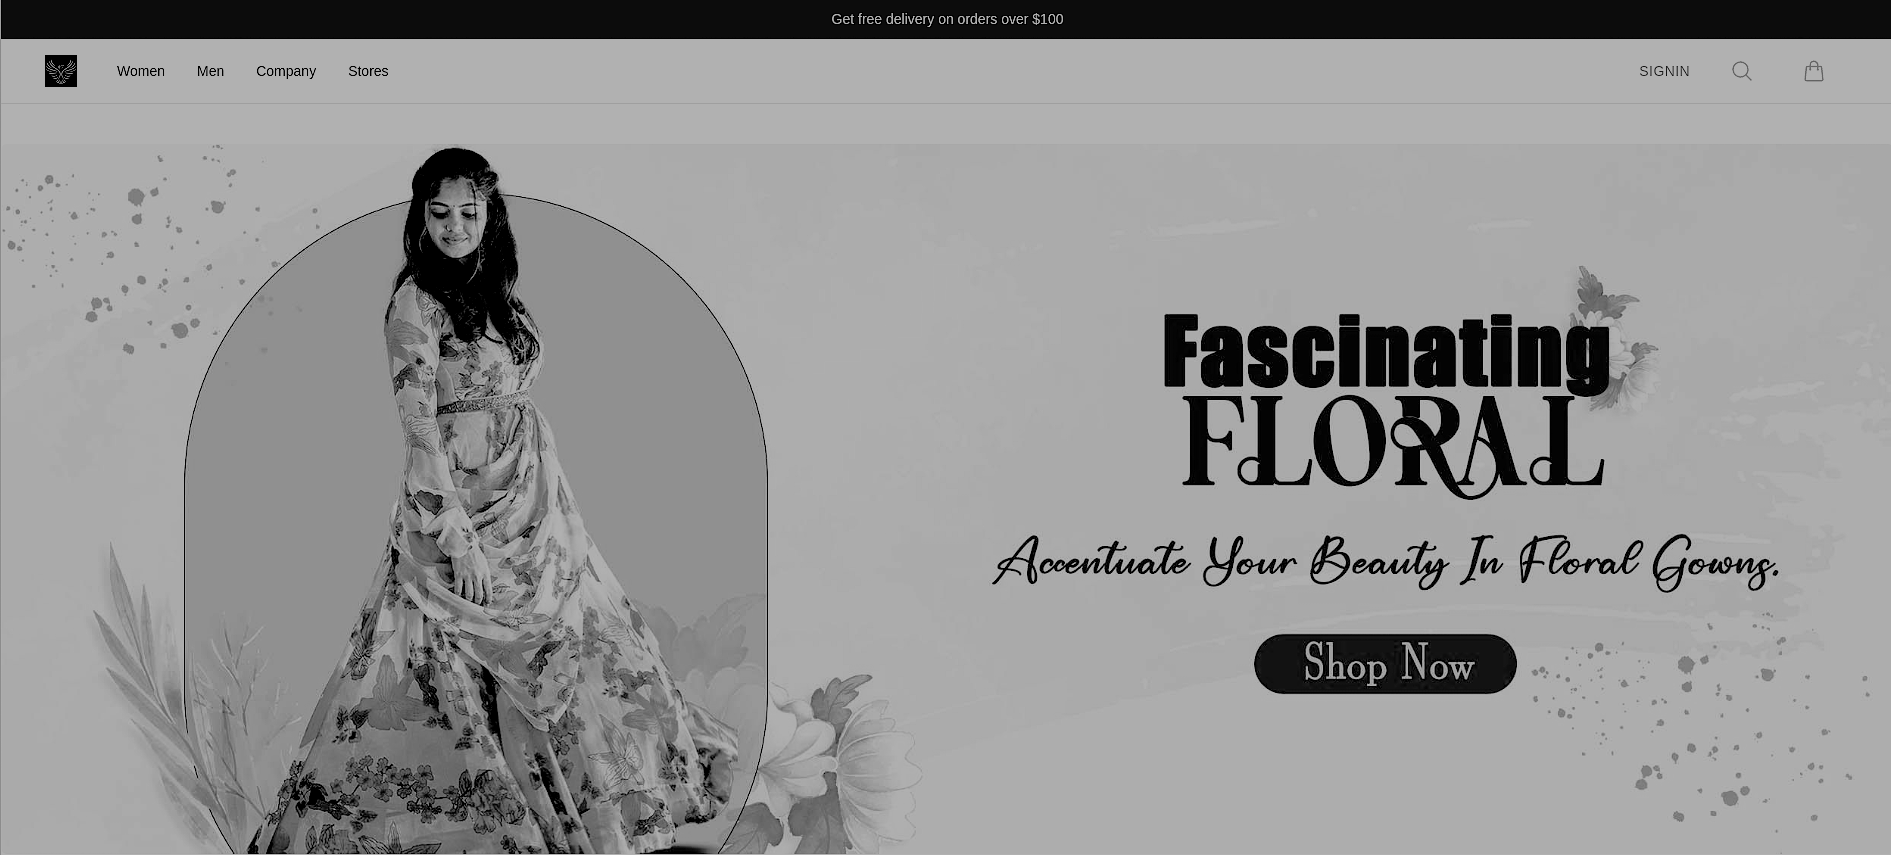 Get free delivery on orders over $100
Women Men Company Stores SIGNIN
Fascinating
FLORAL
Accentuate Your Beauty In Floral Gowns.
Shop Now